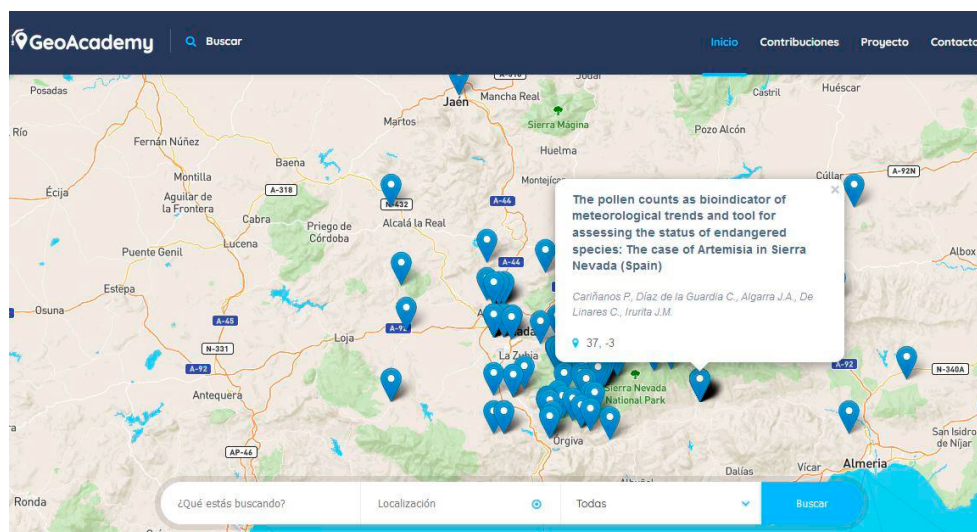 GeoAcademy
Buscar
Inicio
Contribuciones
Proyecto
Contacto
Posadas
Jaén
Mancha Real
Castril
Huéscar
Martos
Sierra Mágina
Pozo Alcón
Río
Fernán Núñez
Huelma
Baena
Montilla
Cúllar
A-92N
Écija
Aguilar de
la Frontera
A-318
A-44
Cabra
Priego de
Córdoba
Alcalá la Real
Lucena
Puente Genil
Albox
A-44
Estepa
Osuna
A-45
Loja
N-331
A-92
La Zubia
Antequera
Sierra Nevada
National Park
A-92
N-340A
Órgiva
San Isidro
de Níjar
AP-46
Almeria
Vícar
Dalías
Ronda
The pollen counts as bioindicator of
meteorological trends and tool for
assessing the status of endangered
species: The case of Artemisia in Sierra
Nevada (Spain)
Cariñanos P., Díaz de la Guardia C., Algarra J.A., De
Linares C., Irurita J.M.
37, -3
¿Qué estás buscando?
Localización
Todas
Buscar